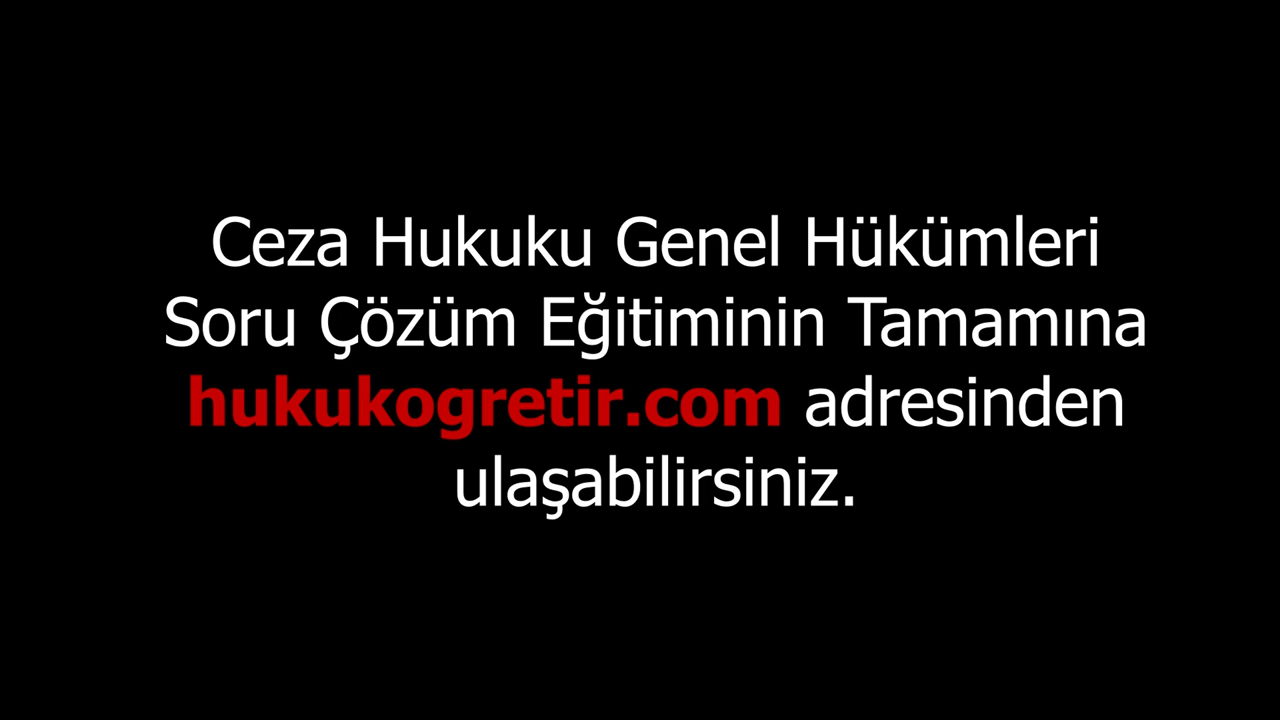 Ceza Hukuku Genel Hükümleri
Soru Çözüm Eğitiminin Tamamına
hukukogretir.com adresinden
ulaşabilirsiniz.